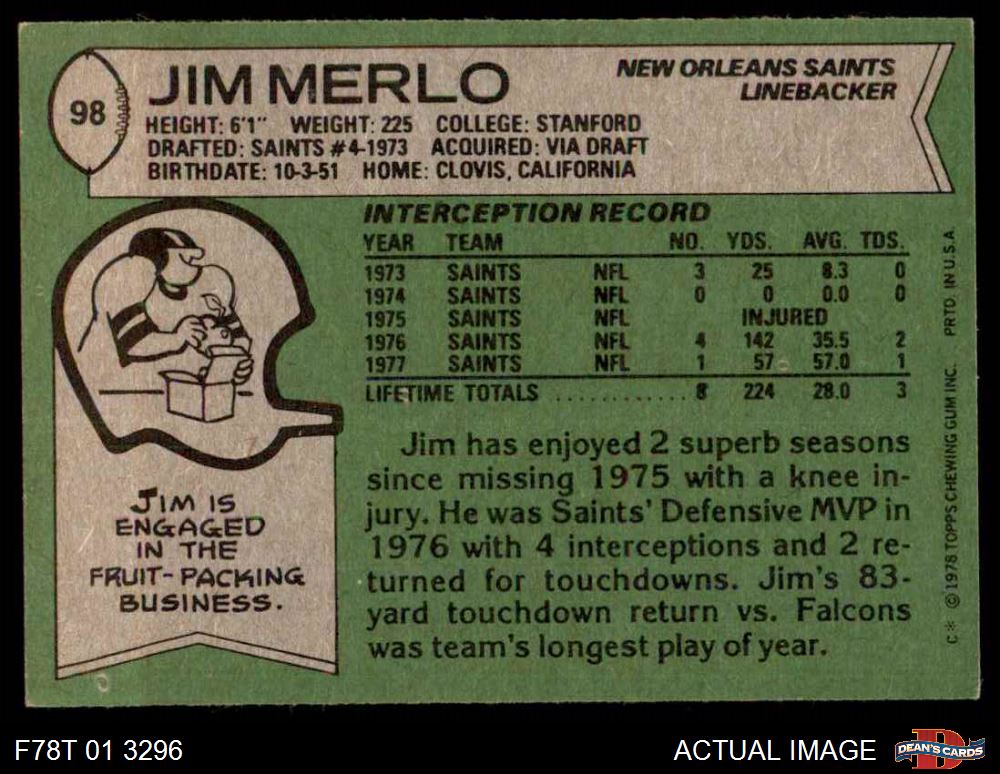 98
JIM MERLO
NEW ORLEANS SAINTS
LINEBACKER
HEIGHT: 6'1" WEIGHT: 225 COLLEGE: STANFORD
DRAFTED: SAINTS #4-1973 ACQUIRED: VIA DRAFT
BIRTHDATE: 10-3-51 HOME: CLOVIS, CALIFORNIA
INTERCEPTION RECORD
YEAR TEAM NO. YDS. AVG. TDS.
1973 SAINTS NFL 3 25 8.3 0
1974 SAINTS NFL 0 0 0.0 0
1975 SAINTS NFL INJURED
1976 SAINTS NFL 4 142 35.5 2
1977 SAINTS NFL 1 57 57.0 1
LIFETIME TOTALS ............ 8 224 28.0 3
JIM IS
ENGAGED
IN THE
FRUIT-PACKING
BUSINESS.
Jim has enjoyed 2 superb seasons
since missing 1975 with a knee in-
jury. He was Saints' Defensive MVP in
1976 with 4 interceptions and 2 re-
turned for touchdowns. Jim's 83-
yard touchdown return vs. Falcons
was team's longest play of year.
C* © 1978 TOPPS CHEWING GUM INC. PRTD. IN U.S.A
F78T 01 3296
ACTUAL IMAGE
DEAN'S CARDS